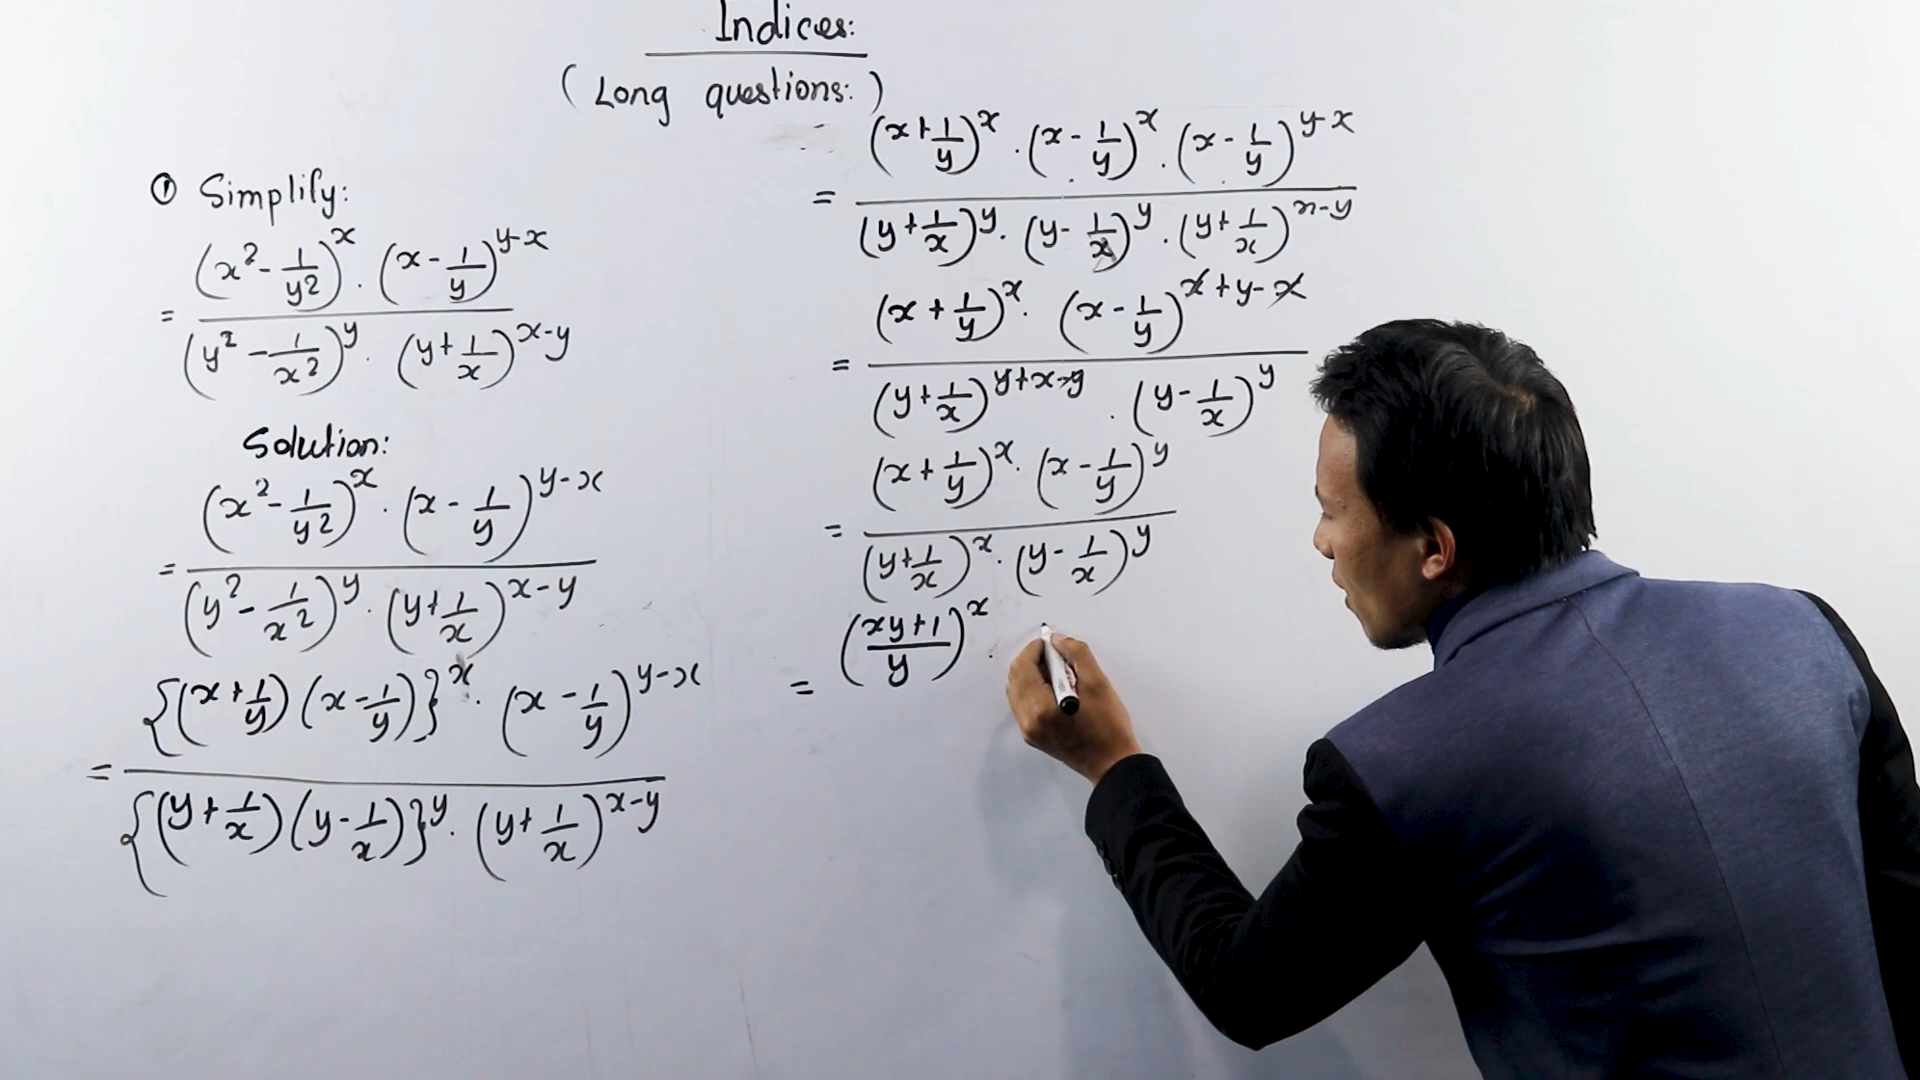 Indices:
(Long questions:)
① Simplify:
= ((x² - 1/y²)^x . (x - 1/y)^(y-x)) / ((y² - 1/x²)^y . (y + 1/x)^(x-y))
Solution:
= ((x² - 1/y²)^x . (x - 1/y)^(y-x)) / ((y² - 1/x²)^y . (y + 1/x)^(x-y))
= ({(x + 1/y)(x - 1/y)}^x . (x - 1/y)^(y-x)) / ({(y + 1/x)(y - 1/x)}^y . (y + 1/x)^(x-y))
= ((x + 1/y)^x . (x - 1/y)^x . (x - 1/y)^(y-x)) / ((y + 1/x)^y . (y - 1/x)^y . (y + 1/x)^(x-y))
= ((x + 1/y)^x . (x - 1/y)^(x+y-x)) / ((y + 1/x)^(y+x-y) . (y - 1/x)^y)
= ((x + 1/y)^x . (x - 1/y)^y) / ((y + 1/x)^x . (y - 1/x)^y)
= ((xy+1)/y)^x .